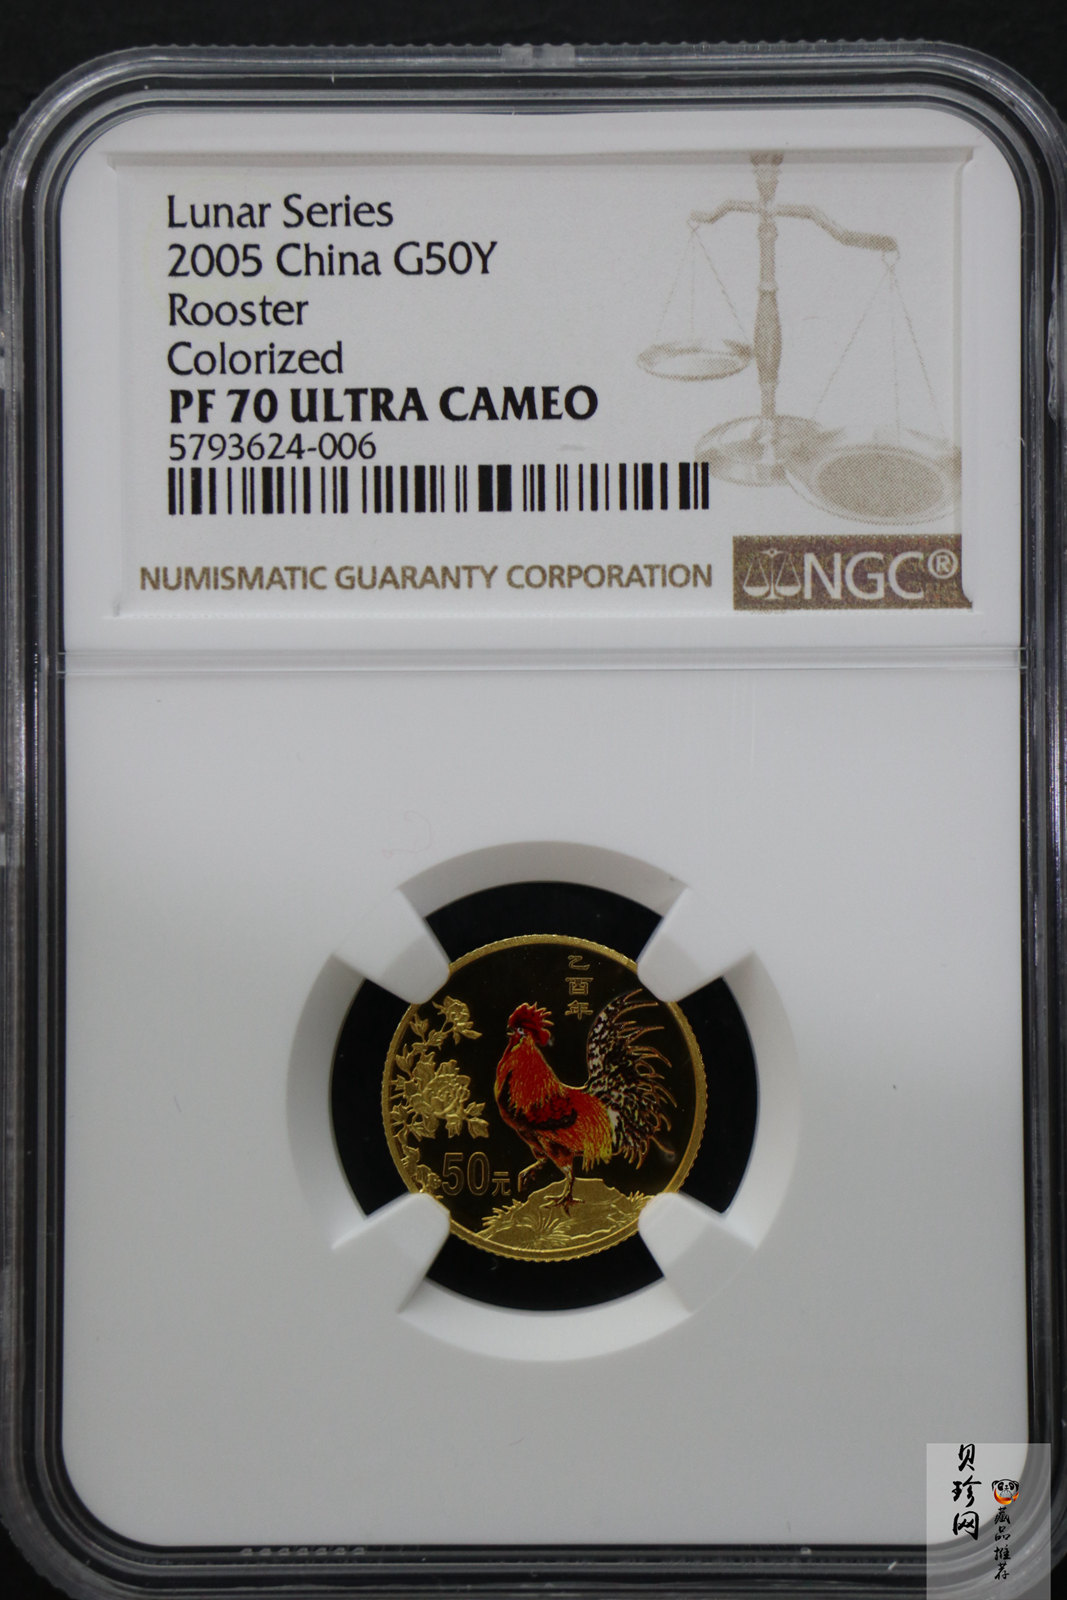 Lunar Series
2005 China G50Y
Rooster
Colorized
PF 70 ULTRA CAMEO
5793624-006
NUMISMATIC GUARANTY CORPORATION
NGC®
乙酉年
50元
贝珍网
藏品推荐